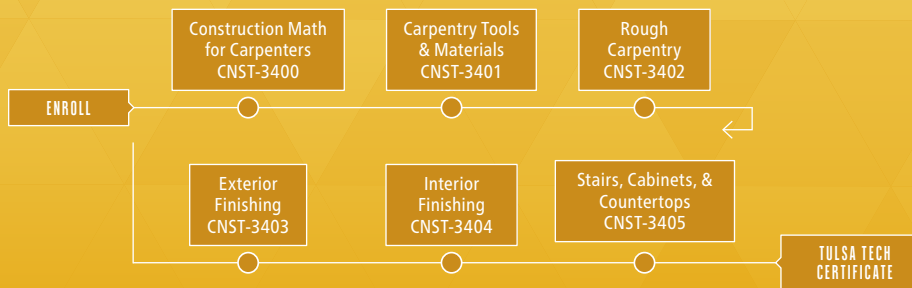 Construction Math
for Carpenters
CNST-3400
Carpentry Tools
& Materials
CNST-3401
Rough
Carpentry
CNST-3402
ENROLL
Exterior
Finishing
CNST-3403
Interior
Finishing
CNST-3404
Stairs, Cabinets, &
Countertops
CNST-3405
TULSA TECH
CERTIFICATE